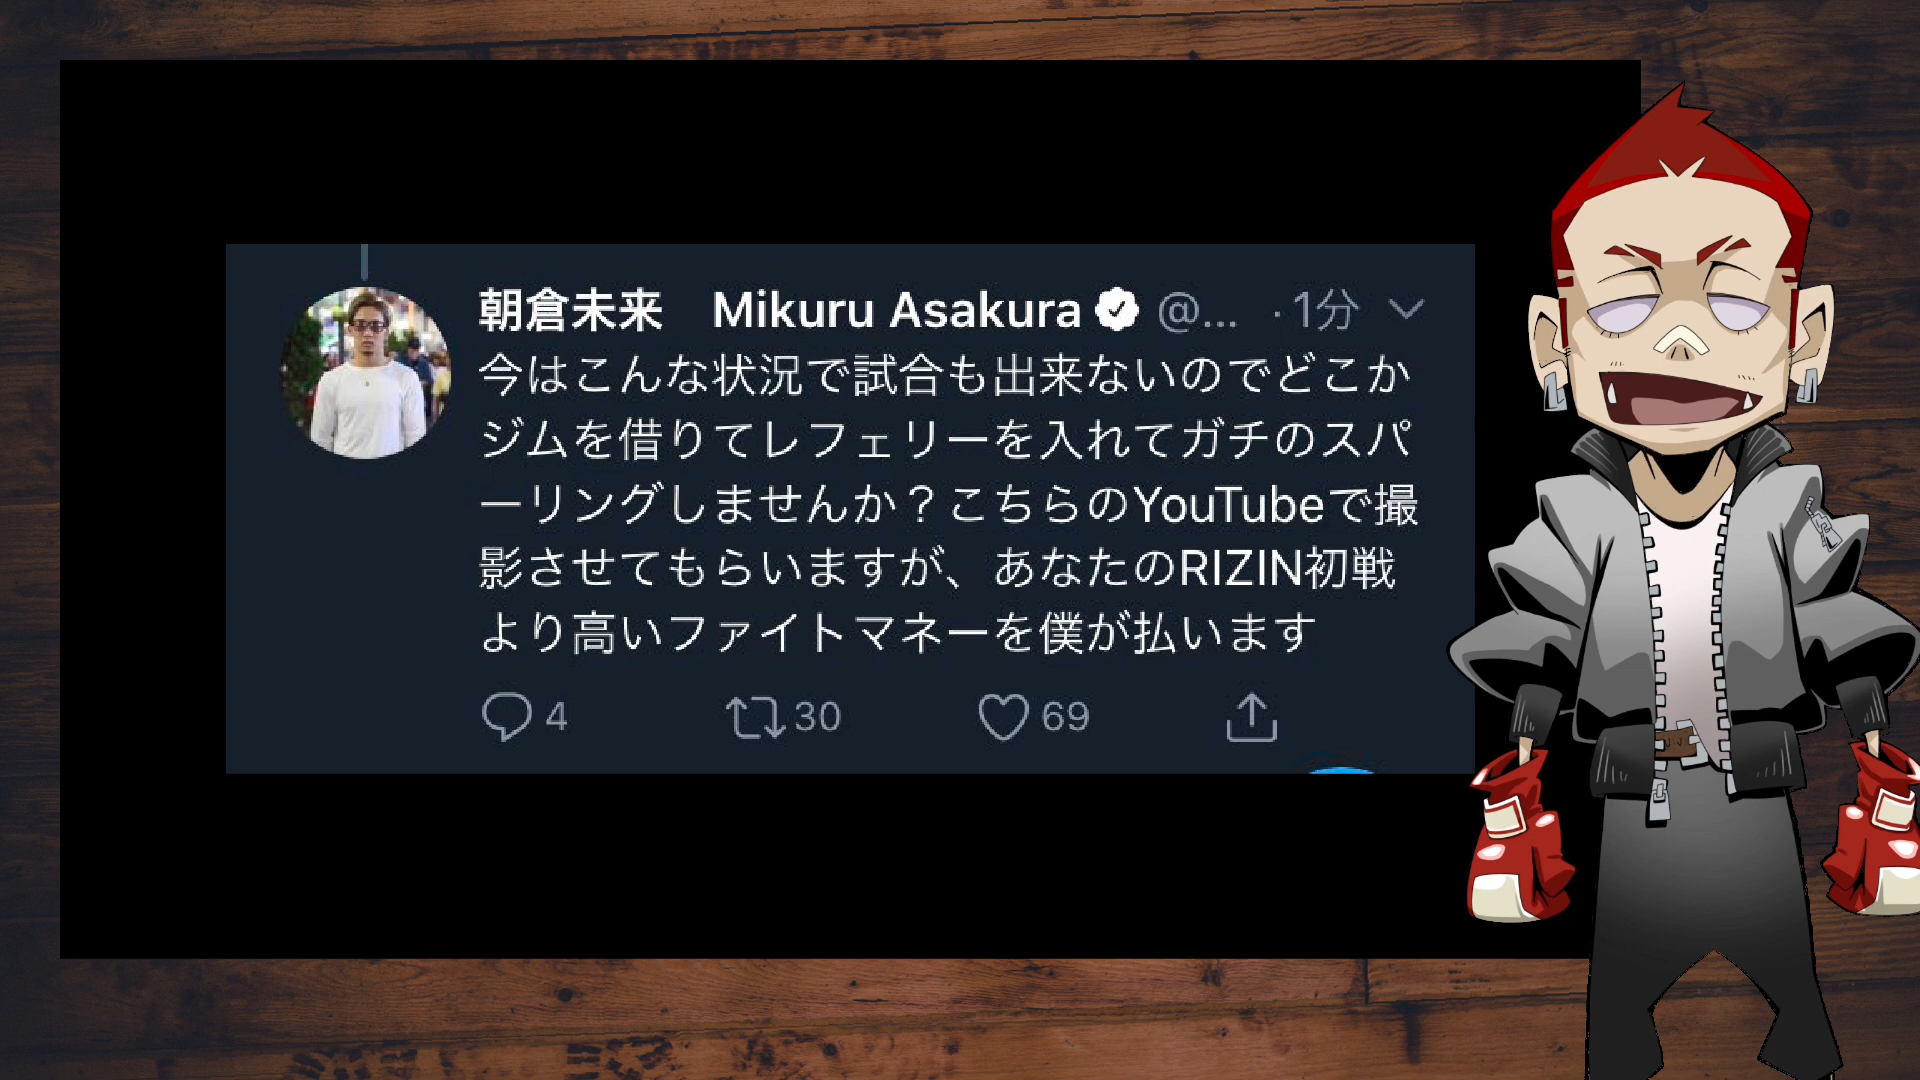 朝倉未来　Mikuru Asakura @... · 1分
今はこんな状況で試合も出来ないのでどこか
ジムを借りてレフェリーを入れてガチのスパ
ーリングしませんか？こちらのYouTubeで撮
影させてもらいますが、あなたのRIZIN初戦
より高いファイトマネーを僕が払います
4 30 69